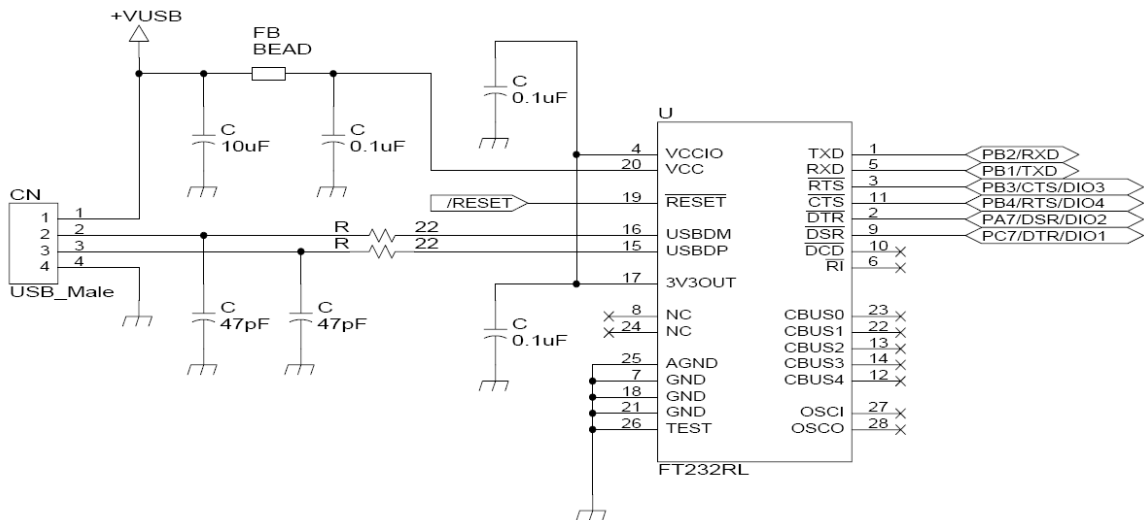 +VUSB
FB
BEAD
C
0.1uF
C
10uF
C
0.1uF
U
4 VCCIO TXD 1 PB2/RXD
20 VCC RXD 5 PB1/TXD
RTS 3 PB3/CTS/DIO3
/RESET 19 RESET CTS 11 PB4/RTS/DIO4
DTR 2 PA7/DSR/DIO2
CN
1 1
2 2 R 22 16 USBDM DSR 9 PC7/DTR/DIO1
3 3 R 22 15 USBDP DCD 10
4 4 RI 6
USB_Male
17 3V3OUT
C
47pF
C
47pF
C
0.1uF
8 NC CBUS0 23
24 NC CBUS1 22
CBUS2 13
25 AGND CBUS3 14
7 GND CBUS4 12
18 GND
21 GND OSCI 27
26 TEST OSCO 28
FT232RL